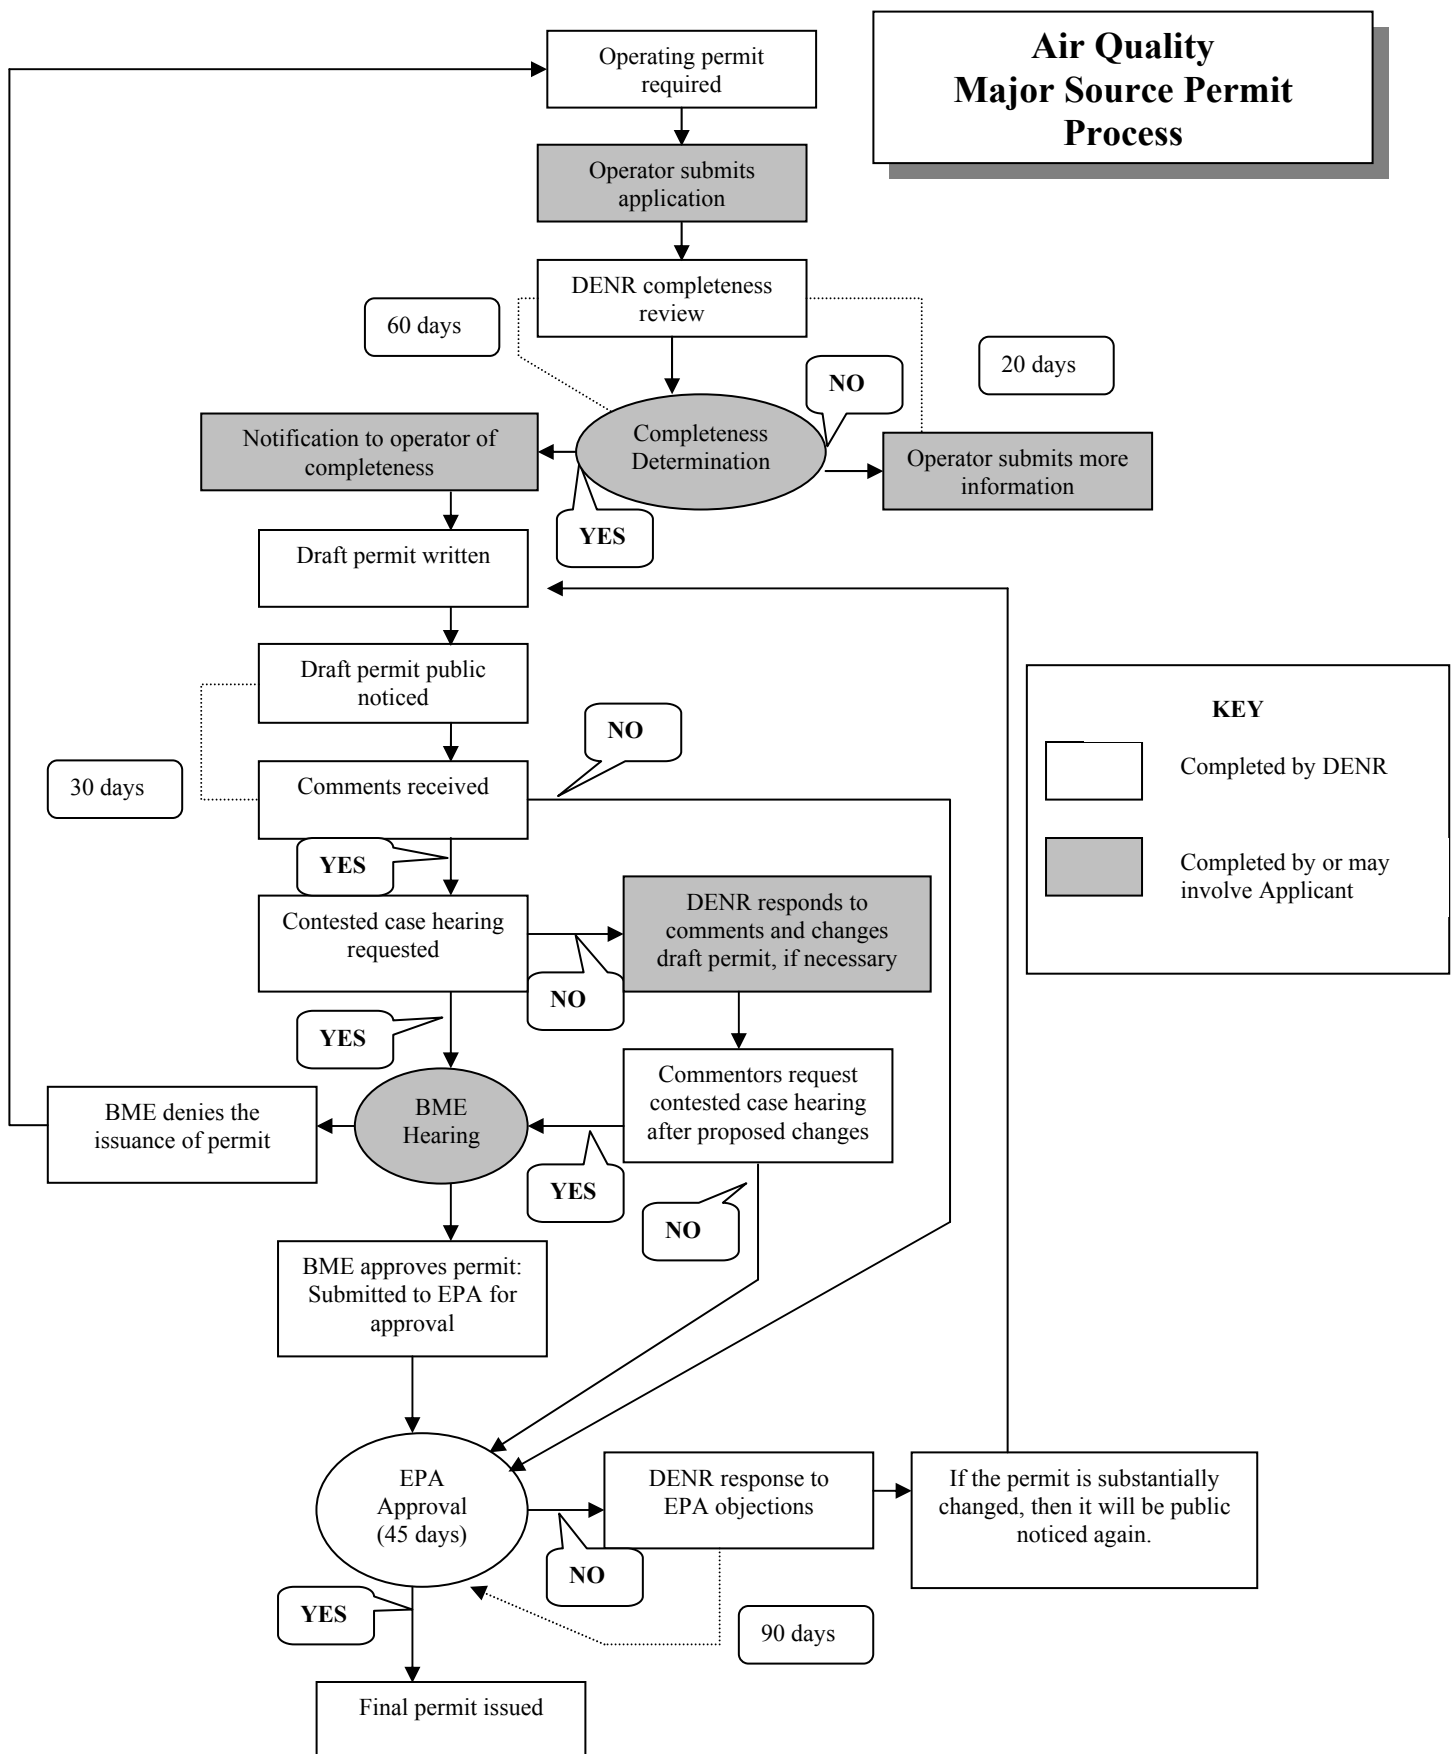 Air Quality
Major Source Permit
Process
Operating permit
required
Operator submits
application
DENR completeness
review
60 days
20 days
NO
Completeness
Determination
Notification to operator of
completeness
Operator submits more
information
YES
Draft permit written
Draft permit public
noticed
NO
30 days
Comments received
KEY
Completed by DENR
Completed by or may
involve Applicant
YES
Contested case hearing
requested
DENR responds to
comments and changes
draft permit, if necessary
NO
YES
Commentors request
contested case hearing
after proposed changes
BME
Hearing
BME denies the
issuance of permit
YES
NO
BME approves permit:
Submitted to EPA for
approval
EPA
Approval
(45 days)
DENR response to
EPA objections
If the permit is substantially
changed, then it will be public
noticed again.
NO
YES
90 days
Final permit issued